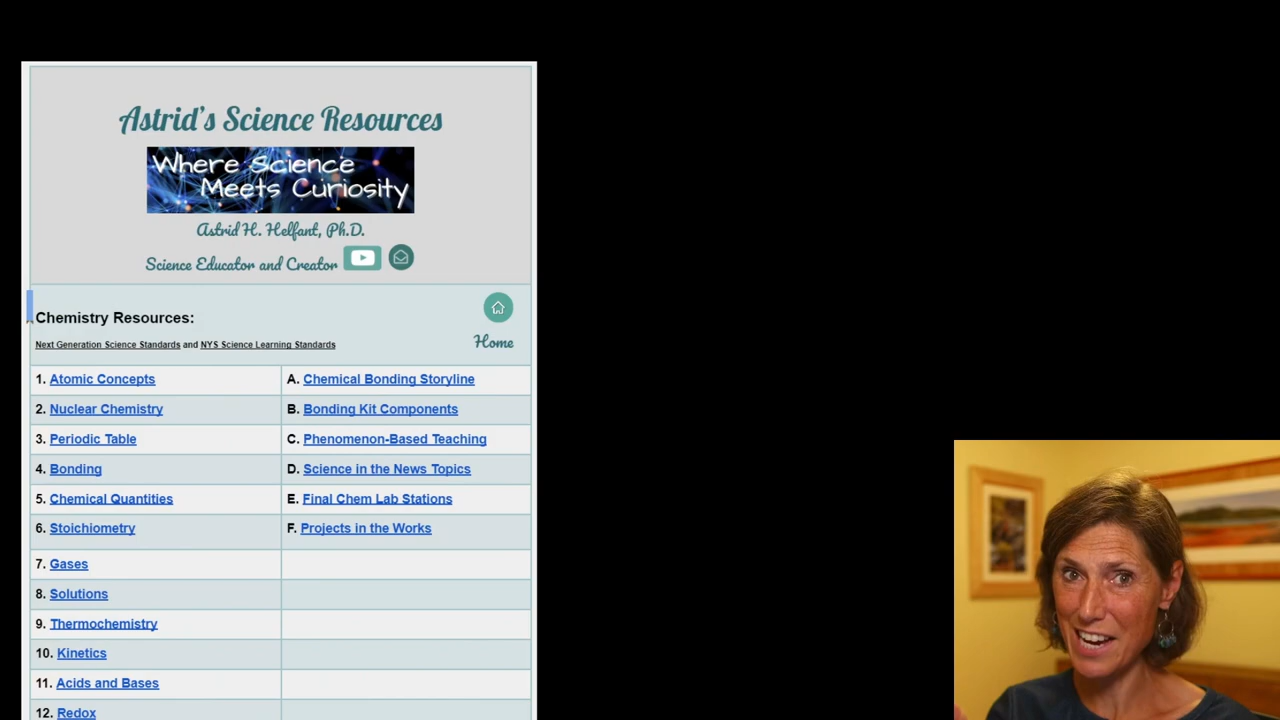 Astrid's Science Resources
Where Science
Meets Curiosity
Astrid H. Helfant, Ph.D.
Science Educator and Creator
Chemistry Resources:
Home
Next Generation Science Standards and NYS Science Learning Standards
1. Atomic Concepts
A. Chemical Bonding Storyline
2. Nuclear Chemistry
B. Bonding Kit Components
3. Periodic Table
C. Phenomenon-Based Teaching
4. Bonding
D. Science in the News Topics
5. Chemical Quantities
E. Final Chem Lab Stations
6. Stoichiometry
F. Projects in the Works
7. Gases
8. Solutions
9. Thermochemistry
10. Kinetics
11. Acids and Bases
12. Redox